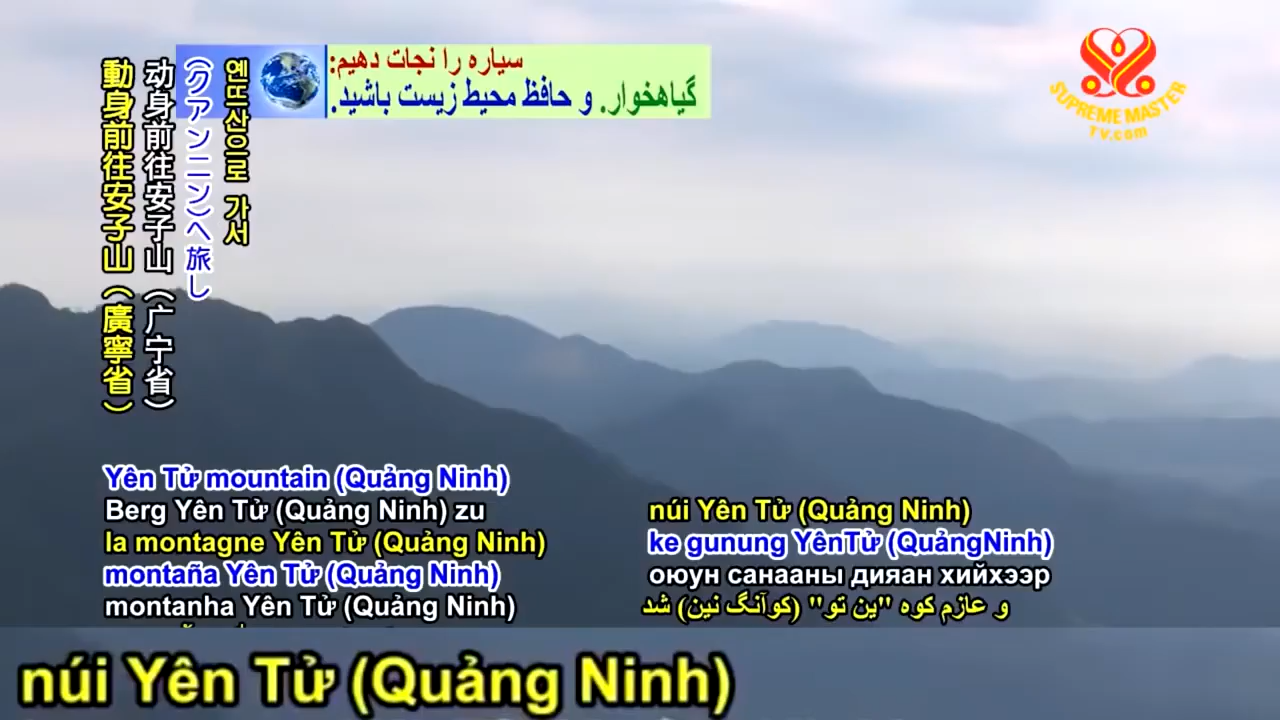 سیاره را نجات دهیم:
گیاهخوار. و حافظ محیط زیست باشید.
SUPREME MASTER
TV.com
옌뜨산으로 가서
(クアンニン)へ旅し
动身前往安子山（广宁省）
動身前往安子山（廣寧省）
Yên Tử mountain (Quảng Ninh)
Berg Yên Tử (Quảng Ninh) zu
la montagne Yên Tử (Quảng Ninh)
montaña Yên Tử (Quảng Ninh)
montanha Yên Tử (Quảng Ninh)
núi Yên Tử (Quảng Ninh)
ke gunung YênTử (QuảngNinh)
оюун санааны дияан хийхээр
و عازم کوه "ین تو" (کوآنگ نین) شد
núi Yên Tử (Quảng Ninh)